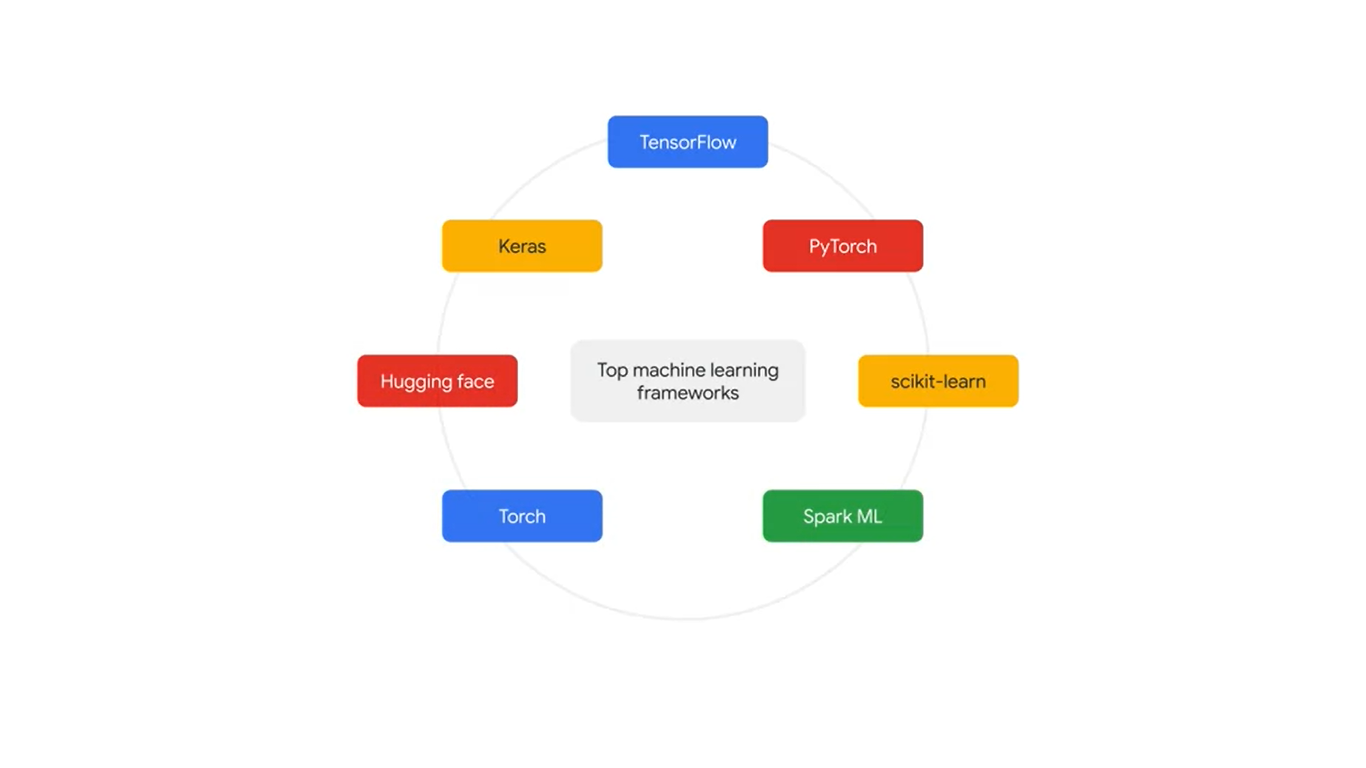 TensorFlow
Keras
PyTorch
Hugging face
Top machine learning
frameworks
scikit-learn
Torch
Spark ML